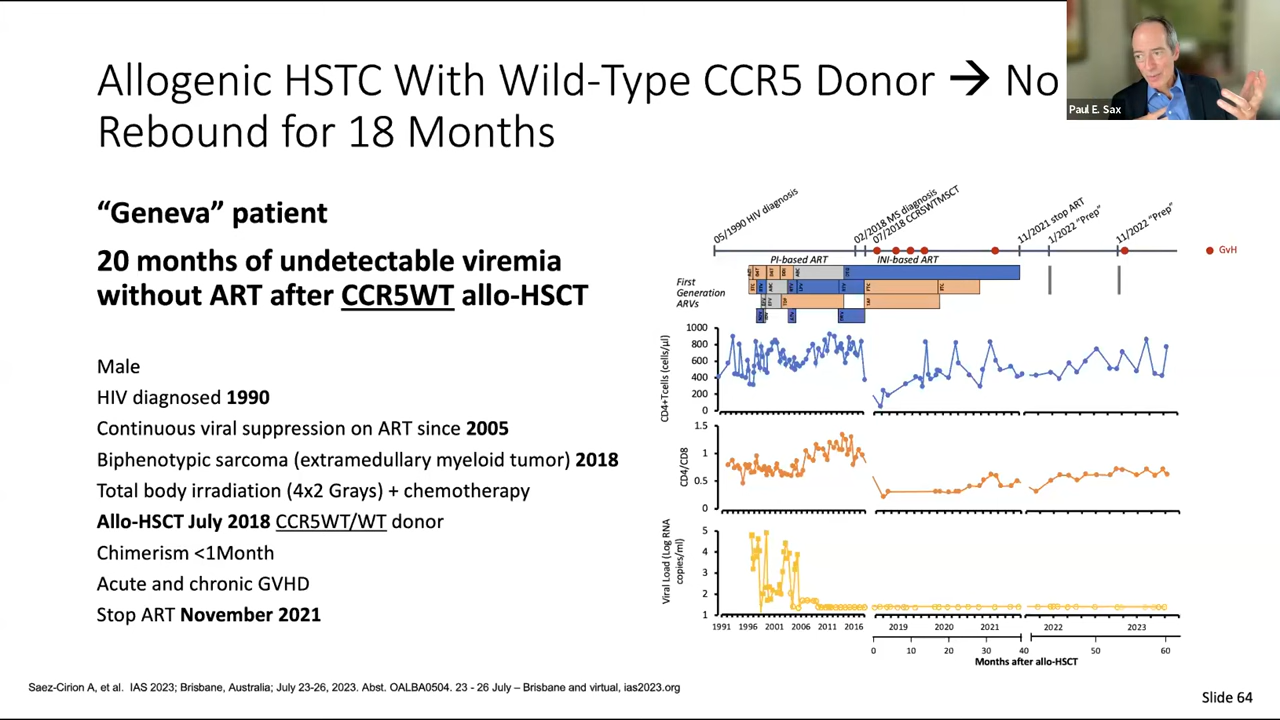 Allogenic HSTC With Wild-Type CCR5 Donor → No
Rebound for 18 Months
Paul E. Sax
“Geneva” patient
20 months of undetectable viremia
without ART after CCR5WT allo-HSCT
Male
HIV diagnosed 1990
Continuous viral suppression on ART since 2005
Biphenotypic sarcoma (extramedullary myeloid tumor) 2018
Total body irradiation (4x2 Grays) + chemotherapy
Allo-HSCT July 2018 CCR5WT/WT donor
Chimerism <1Month
Acute and chronic GVHD
Stop ART November 2021
05/1990 HIV diagnosis
02/2018 MS diagnosis
07/2018 CCR5WTMSCT
11/2021 stop ART
1/2022 “Prep”
11/2022 “Prep”
GvH
PI-based ART
INI-based ART
First
Generation
ARVs
CD4+Tcells (cells/µl)
1000
800
600
400
200
0
CD4/CD8
1.5
1
0.5
0
Viral Load (Log RNA
copies/ml)
5
4
3
2
1
1991 1996 2001 2006 2011 2016 2019 2020 2021 2022 2023
0 10 20 30 40 50 60
Months after allo-HSCT
Saez-Cirion A, et al. IAS 2023; Brisbane, Australia; July 23-26, 2023. Abst. OALBA0504. 23 - 26 July – Brisbane and virtual, ias2023.org
Slide 64